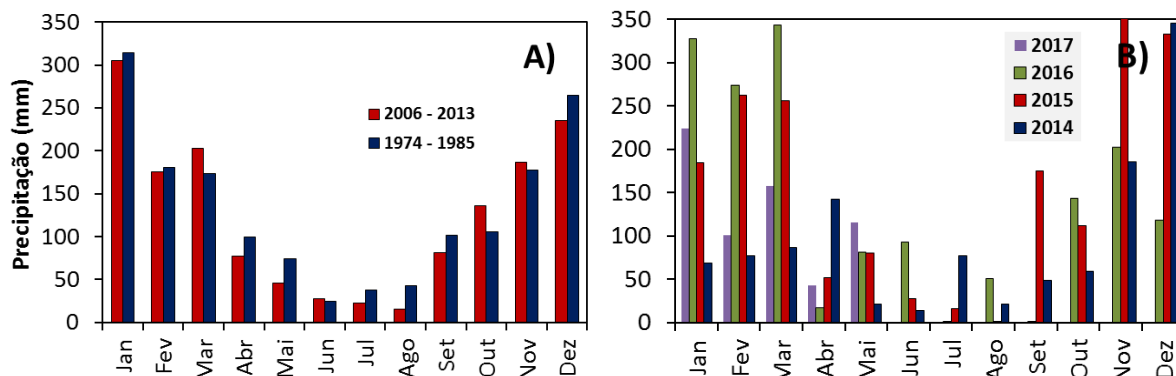 A)
Precipitação (mm)
350
300
250
200
150
100
50
0
2006 - 2013
1974 - 1985
Jan Fev Mar Abr Mai Jun Jul Ago Set Out Nov Dez
B)
350
300
250
200
150
100
50
0
2017
2016
2015
2014
Jan Fev Mar Abr Mai Jun Jul Ago Set Out Nov Dez